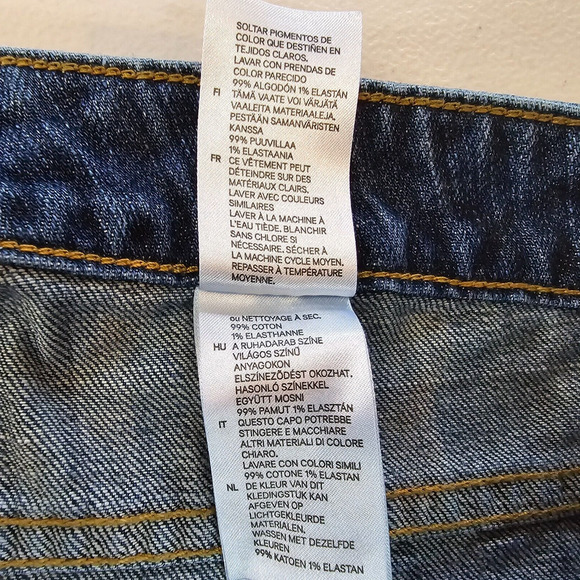 SOLTAR PIGMENTOS DE
COLOR QUE DESTIÑEN EN
TEJIDOS CLAROS.
LAVAR CON PRENDAS DE
COLOR PARECIDO
99% ALGODÓN 1% ELASTÁN
FI TÄMÄ VAATE VOI VÄRJÄTÄ
VAALEITA MATERIAALEJA.
PESTÄÄN SAMANVÄRISTEN
KANSSA
99% PUUVILLAA
1% ELASTAANIA
FR CE VÊTEMENT PEUT
DÉTEINDRE SUR DES
MATÉRIAUX CLAIRS.
LAVER AVEC COULEURS
SIMILAIRES
LAVER À LA MACHINE À
L'EAU TIÈDE. BLANCHIR
SANS CHLORE SI
NÉCESSAIRE. SÉCHER À
LA MACHINE CYCLE MOYEN.
REPASSER À TEMPÉRATURE
MOYENNE.
OU NETTOYAGE À SEC.
99% COTON
1% ELASTHANNE
HU A RUHADARAB SZÍNE
VILÁGOS SZÍNŰ
ANYAGOKON
ELSZÍNEZŐDÉST OKOZHAT.
HASONLÓ SZÍNEKKEL
EGYÜTT MOSNI
99% PAMUT 1% ELASZTÁN
IT QUESTO CAPO POTREBBE
STINGERE E MACCHIARE
ALTRI MATERIALI DI COLORE
CHIARO.
LAVARE CON COLORI SIMILI
99% COTONE 1% ELASTAN
NL DE KLEUR VAN DIT
KLEDINGSTUK KAN
AFGEVEN OP
LICHTGEKLEURDE
MATERIALEN.
WASSEN MET DEZELFDE
KLEUREN
99% KATOEN 1% ELASTAN